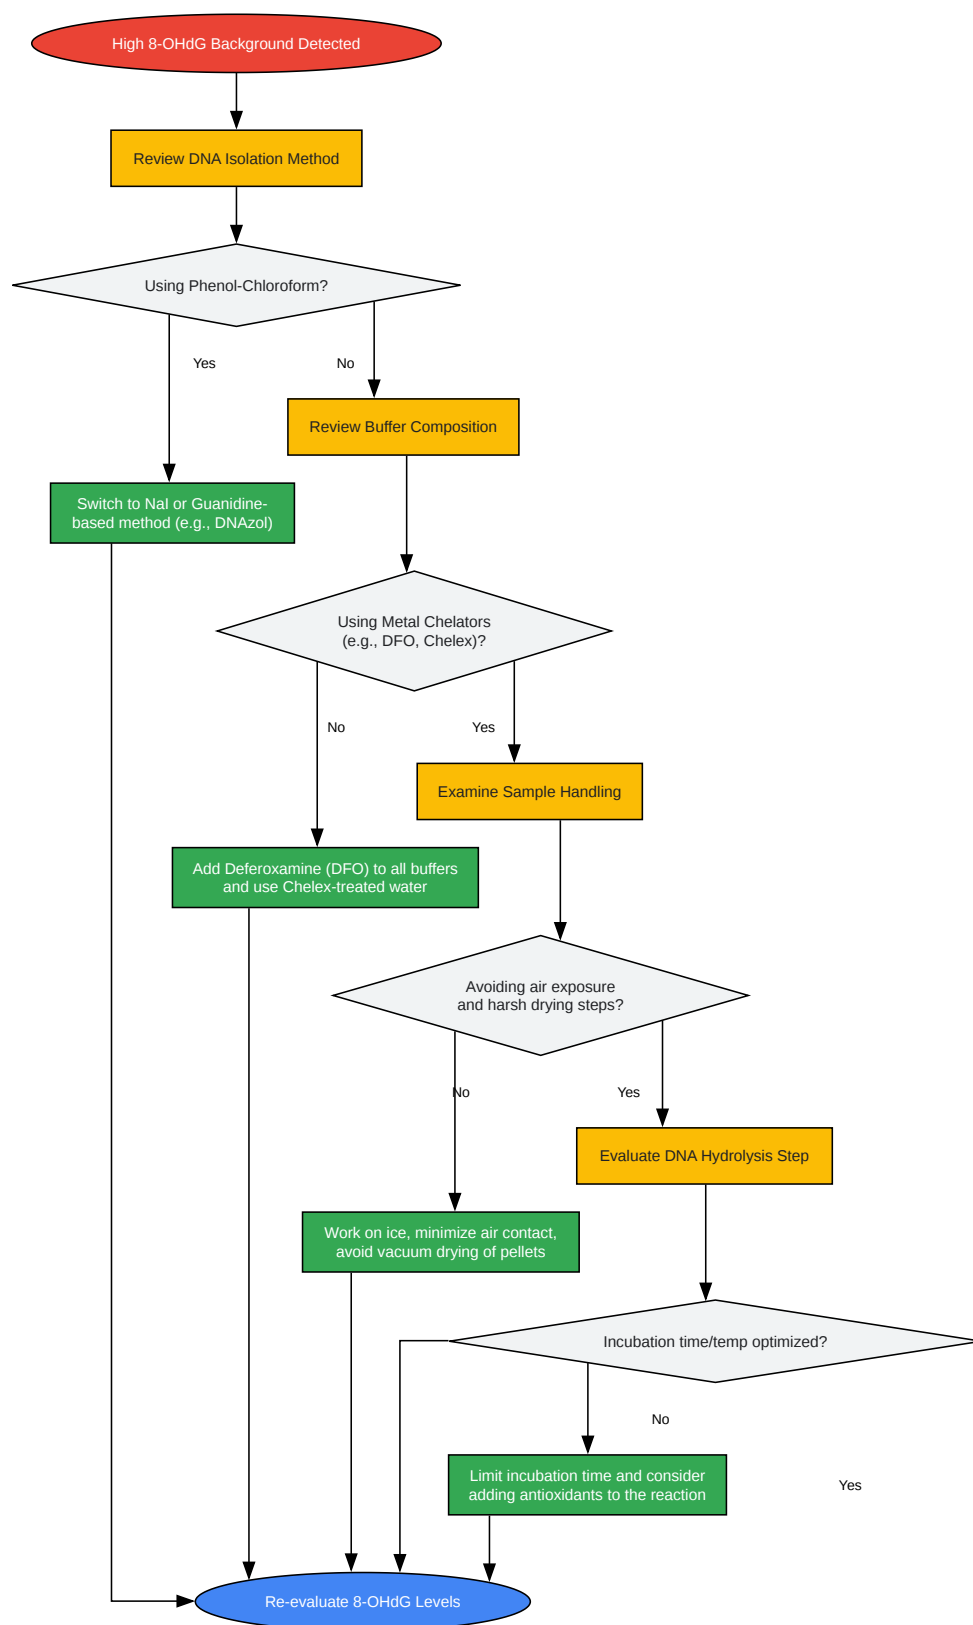 High 8-OHdG Background Detected
Review DNA Isolation Method
Using Phenol-Chloroform?
Yes
No
Review Buffer Composition
Switch to NaI or Guanidine-
based method (e.g., DNAzol)
Using Metal Chelators
(e.g., DFO, Chelex)?
No
Yes
Examine Sample Handling
Add Deferoxamine (DFO) to all buffers
and use Chelex-treated water
Avoiding air exposure
and harsh drying steps?
No
Yes
Evaluate DNA Hydrolysis Step
Work on ice, minimize air contact,
avoid vacuum drying of pellets
Incubation time/temp optimized?
No
Limit incubation time and consider
adding antioxidants to the reaction
Yes
Re-evaluate 8-OHdG Levels